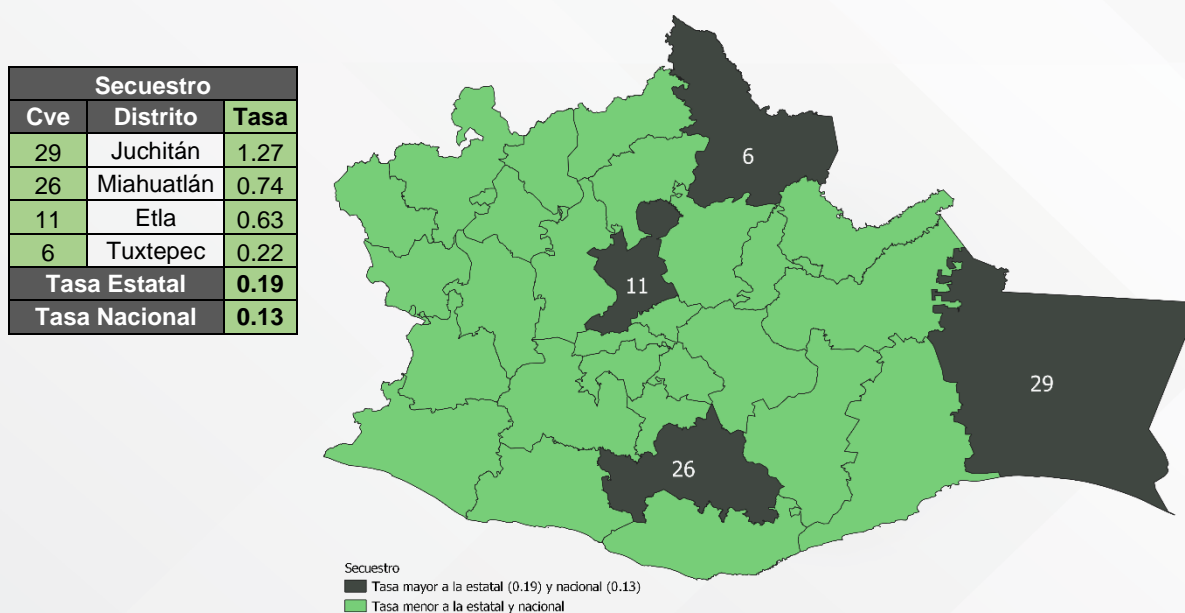 Secuestro
Cve Distrito Tasa
29 Juchitán 1.27
26 Miahuatlán 0.74
11 Etla 0.63
6 Tuxtepec 0.22
Tasa Estatal 0.19
Tasa Nacional 0.13
6
11
29
26
Secuestro
Tasa mayor a la estatal (0.19) y nacional (0.13)
Tasa menor a la estatal y nacional